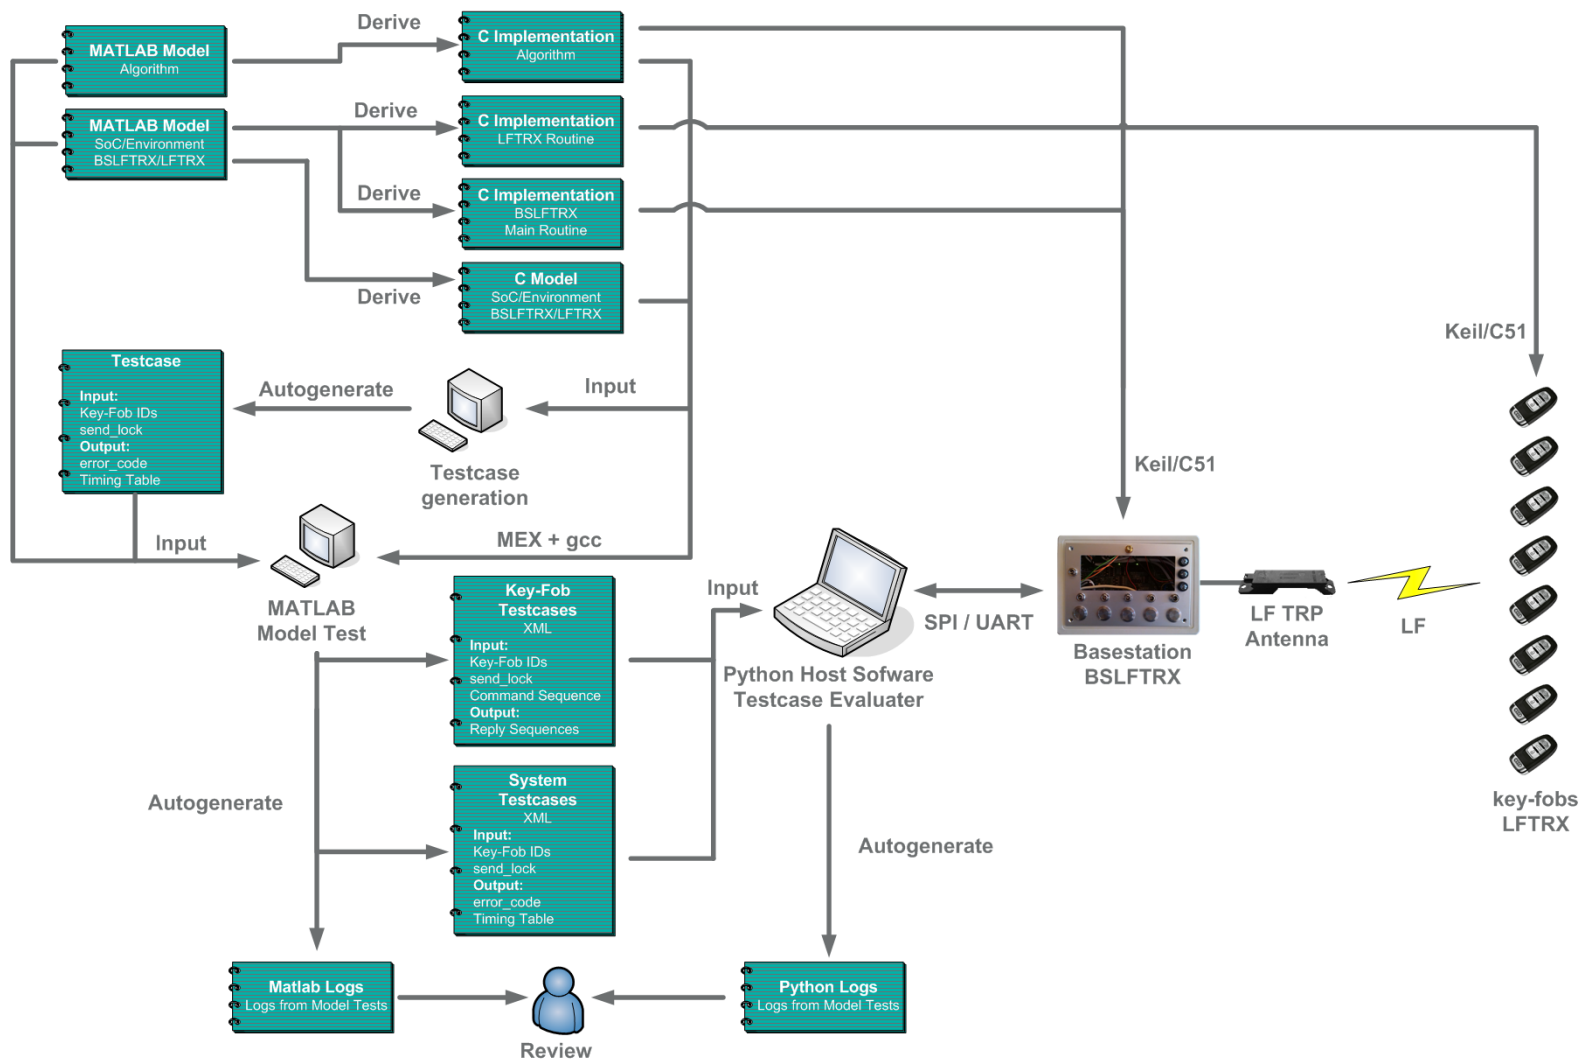 MATLAB Model
Algorithm
Derive
C Implementation
Algorithm
MATLAB Model
SoC/Environment
BSLFTRX/LFTRX
Derive
C Implementation
LFTRX Routine
Derive
C Implementation
BSLFTRX
Main Routine
Derive
C Model
SoC/Environment
BSLFTRX/LFTRX
Keil/C51
Testcase
Input:
Key-Fob IDs
send_lock
Output:
error_code
Timing Table
Autogenerate
Testcase
generation
Input
Keil/C51
Input
MATLAB
Model Test
MEX + gcc
Key-Fob
Testcases
XML
Input:
Key-Fob IDs
send_lock
Command Sequence
Output:
Reply Sequences
Input
Python Host Sofware
Testcase Evaluater
SPI / UART
Basestation
BSLFTRX
LF TRP
Antenna
LF
key-fobs
LFTRX
Autogenerate
System
Testcases
XML
Input:
Key-Fob IDs
send_lock
Output:
error_code
Timing Table
Autogenerate
Matlab Logs
Logs from Model Tests
Review
Python Logs
Logs from Model Tests